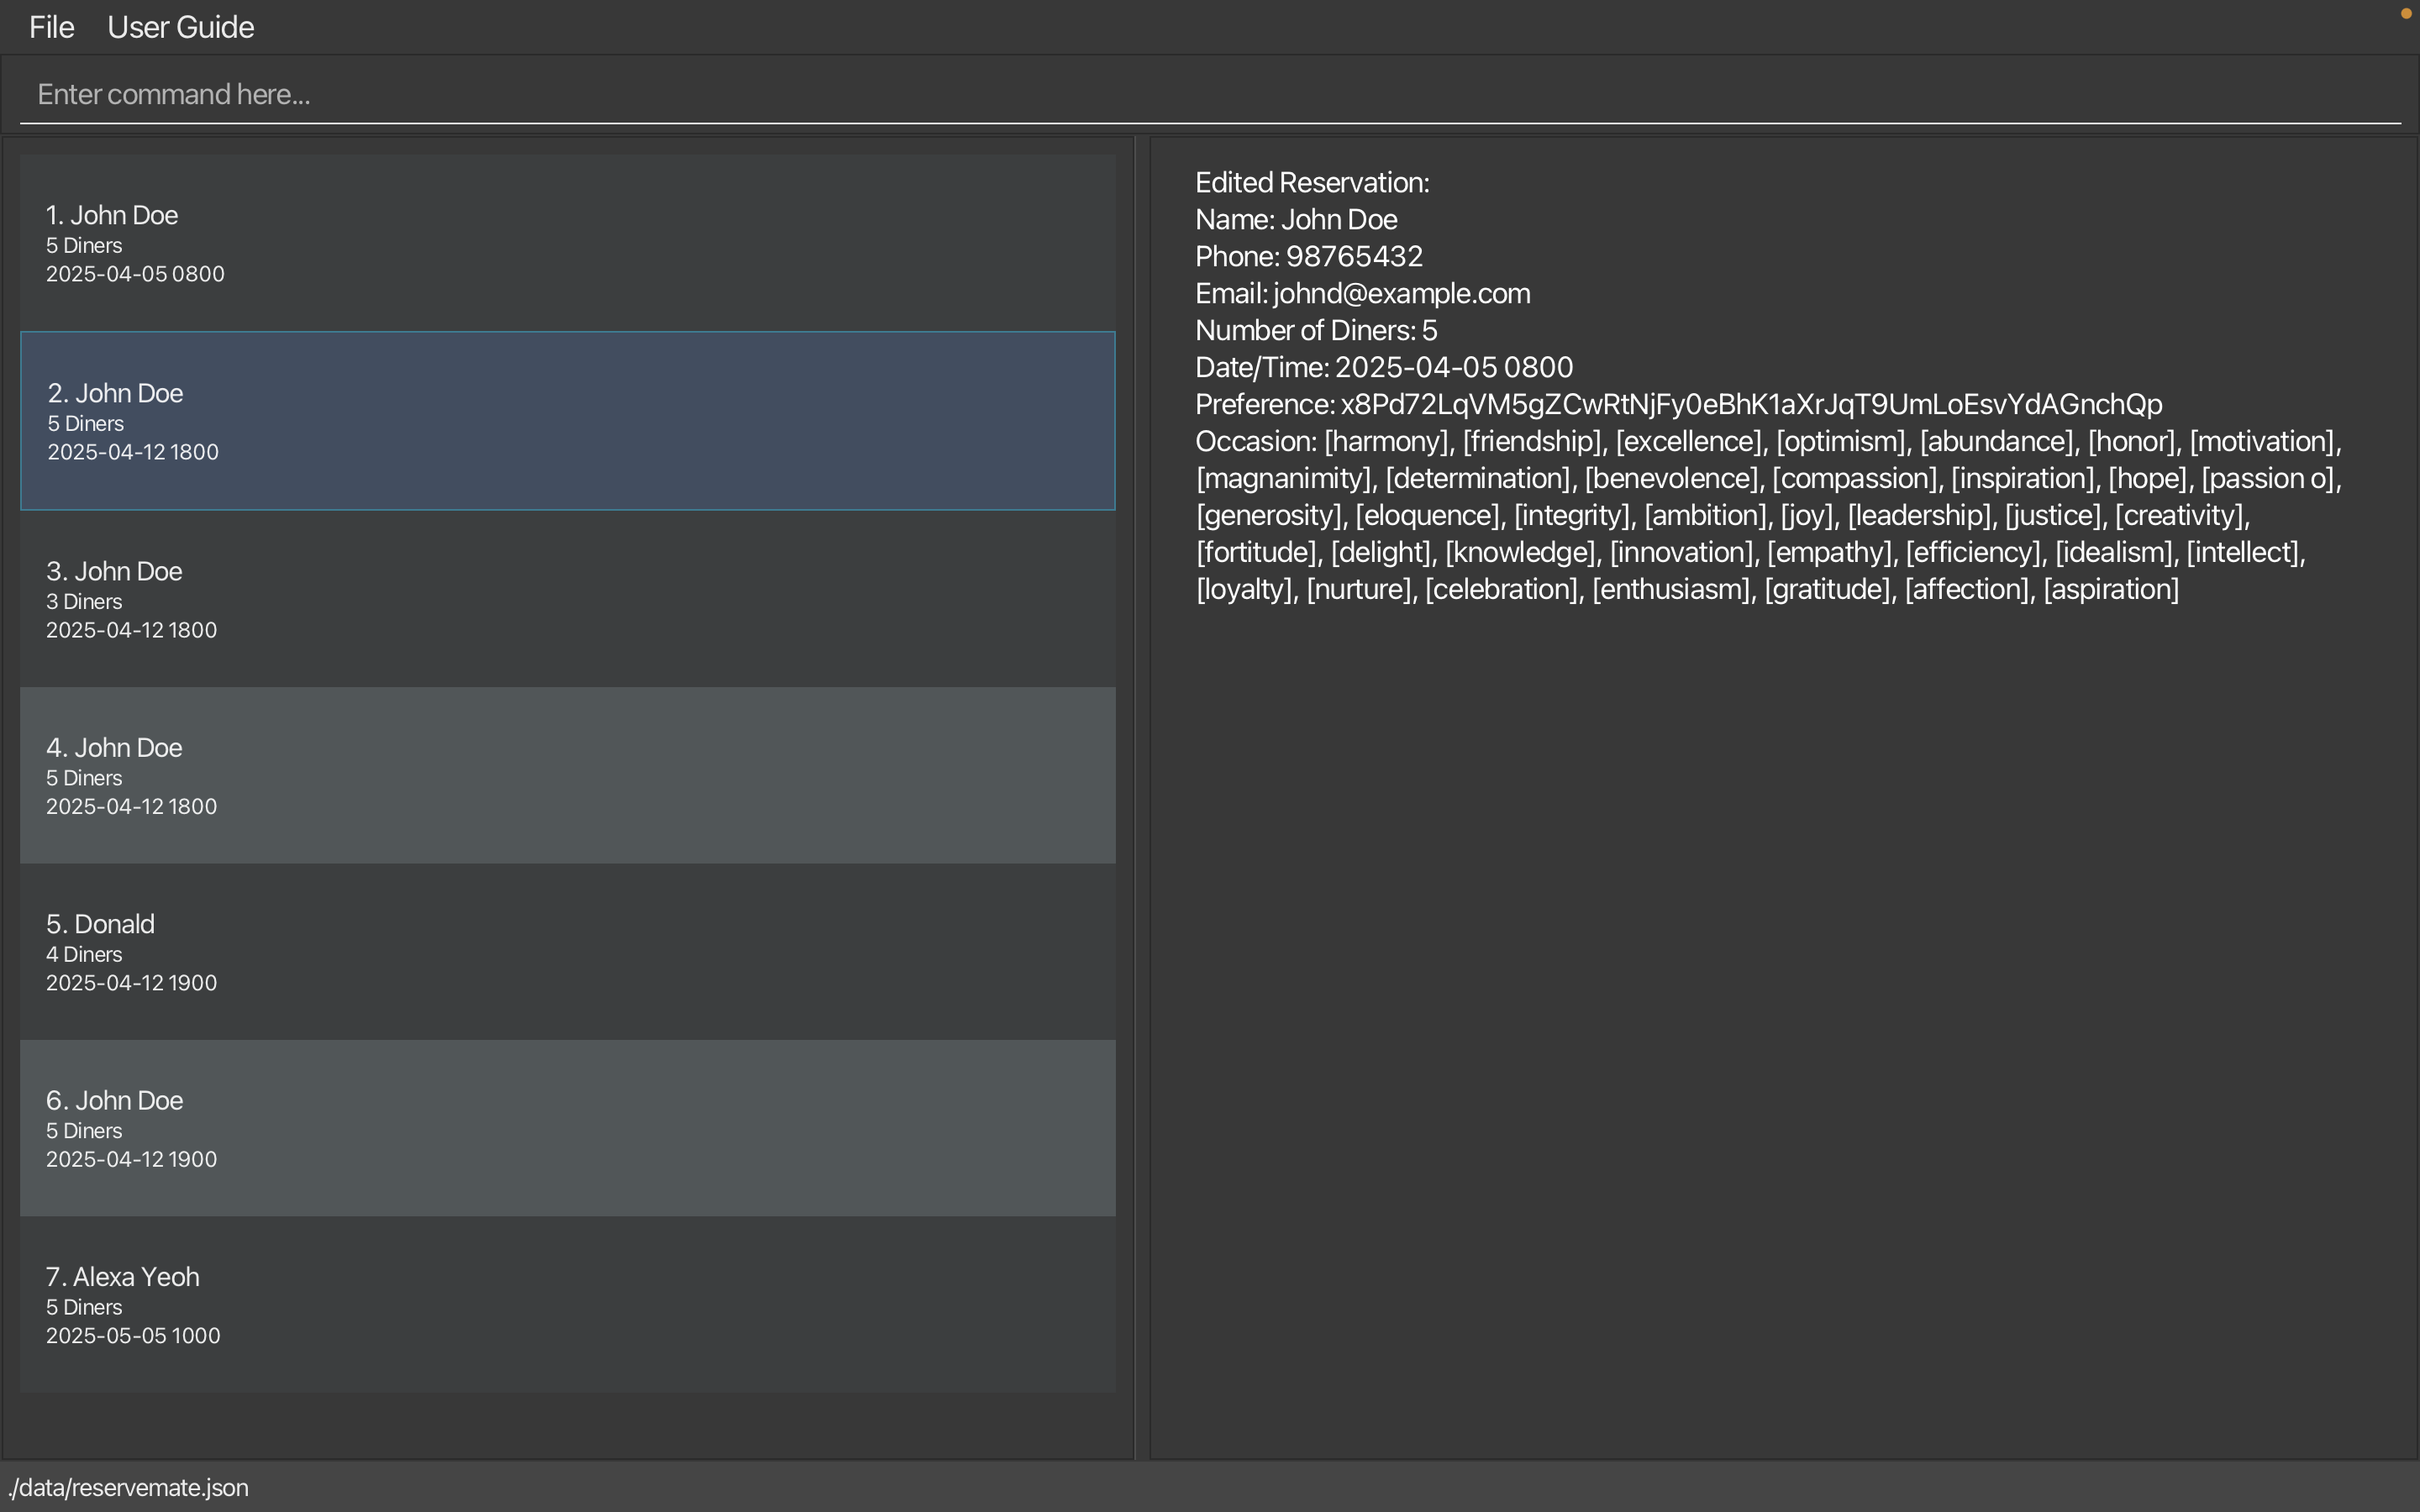 File User Guide
Enter command here...
1. John Doe
5 Diners
2025-04-05 0800
2. John Doe
5 Diners
2025-04-12 1800
3. John Doe
3 Diners
2025-04-12 1800
4. John Doe
5 Diners
2025-04-12 1800
5. Donald
4 Diners
2025-04-12 1900
6. John Doe
5 Diners
2025-04-12 1900
7. Alexa Yeoh
5 Diners
2025-05-05 1000
Edited Reservation:
Name: John Doe
Phone: 98765432
Email: johnd@example.com
Number of Diners: 5
Date/Time: 2025-04-05 0800
Preference: x8Pd72LqVM5gZCwRtNjFy0eBhK1aXrJqT9UmLoEsvYdAGnchQp
Occasion: [harmony], [friendship], [excellence], [optimism], [abundance], [honor], [motivation],
[magnanimity], [determination], [benevolence], [compassion], [inspiration], [hope], [passion o],
[generosity], [eloquence], [integrity], [ambition], [joy], [leadership], [justice], [creativity],
[fortitude], [delight], [knowledge], [innovation], [empathy], [efficiency], [idealism], [intellect],
[loyalty], [nurture], [celebration], [enthusiasm], [gratitude], [affection], [aspiration]
./data/reservemate.json